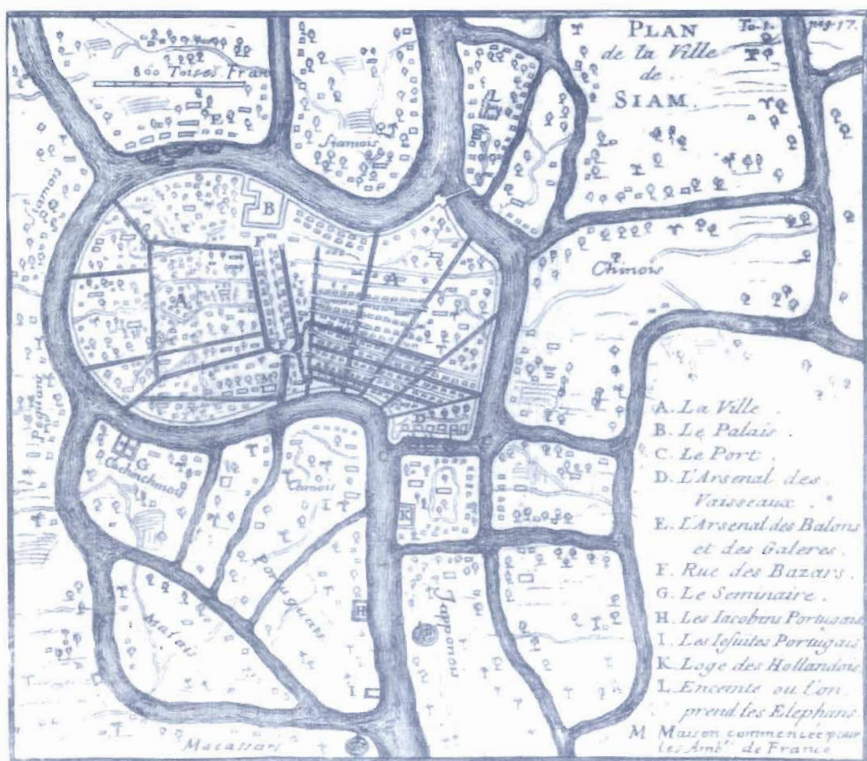 PLAN
de la Ville
de
SIAM.
To. 1. pag. 17.
800 Toises Fran
E
Siamois
Siamois
B
F
A
A
Chinois
M
D
C
C
Peguans
G
Cochinchinois
Chinois
K
Portuguais
Malais
H
Japponois
I
Macassars
A. La Ville.
B. Le Palais.
C. Le Port.
D. L'Arsenal des
Vaisseaux.
E. L'Arsenal des Balons
et des Galeres.
F. Rue des Bazars.
G. Le Seminaire.
H. Les Iacobins Portugais
I. Les Iesuites Portugais
K. Loge des Hollandois
L. Enceinte ou l'on
prend les Elephans.
M Maison commencée pour
les Amb.rs de France